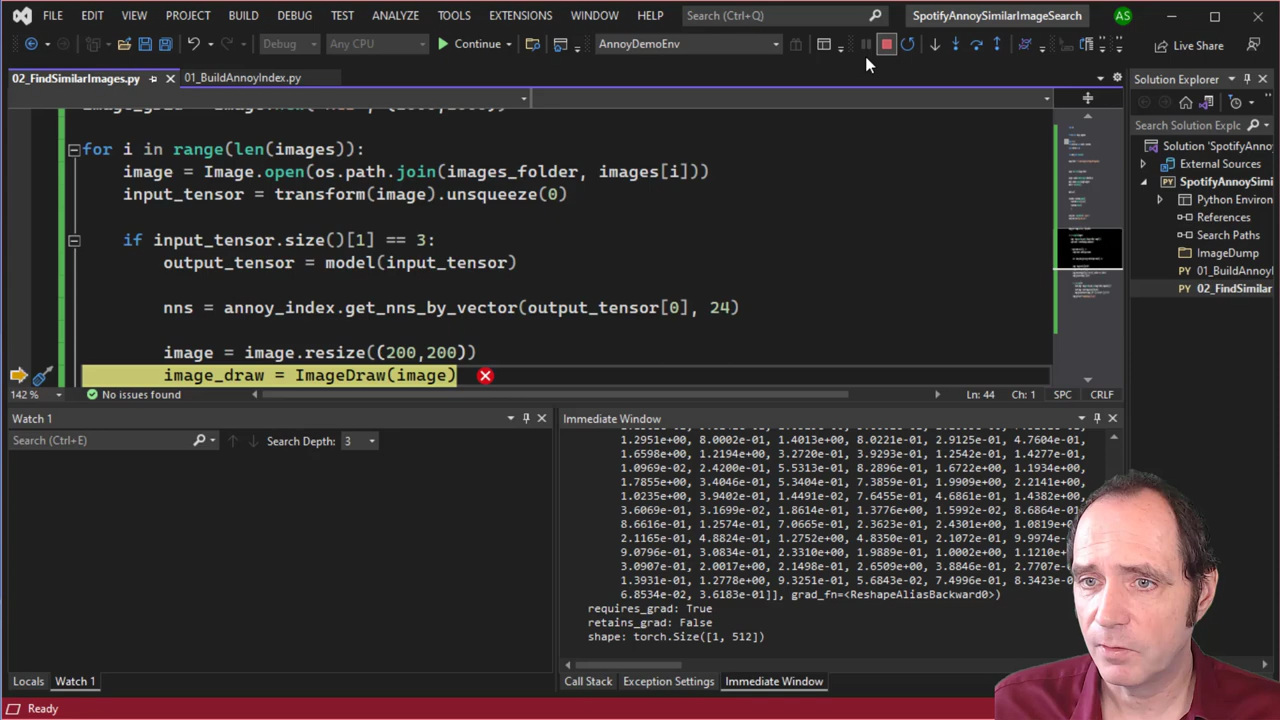 FILE EDIT VIEW PROJECT BUILD DEBUG TEST ANALYZE TOOLS EXTENSIONS WINDOW HELP Search (Ctrl+Q) SpotifyAnnoySimilarImageSearch AS
Debug Any CPU Continue AnnoyDemoEnv Live Share
02_FindSimilarImages.py 01_BuildAnnoyIndex.py
for i in range(len(images)):
image = Image.open(os.path.join(images_folder, images[i]))
input_tensor = transform(image).unsqueeze(0)
if input_tensor.size()[1] == 3:
output_tensor = model(input_tensor)
nns = annoy_index.get_nns_by_vector(output_tensor[0], 24)
image = image.resize((200,200))
image_draw = ImageDraw(image)
142 % No issues found Ln: 44 Ch: 1 SPC CRLF
Solution Explorer
Search Solution Explc
Solution 'SpotifyAnnoySimil
External Sources
SpotifyAnnoySimi
Python Environ
References
Search Paths
ImageDump
01_BuildAnnoyI
02_FindSimilar
Watch 1
Search (Ctrl+E) Search Depth: 3
Locals Watch 1
Immediate Window
1.2951e+00, 8.0002e-01, 1.4013e+00, 8.0221e-01, 2.9125e-01, 4.7604e-01,
1.6598e+00, 1.2194e+00, 3.2720e-01, 3.9293e-01, 1.2542e-01, 1.4277e-01,
1.0969e-02, 2.4200e-01, 5.5313e-01, 8.2896e-01, 1.6722e-01, 1.1934e+00,
1.7855e+00, 3.4046e-01, 5.3404e-01, 7.3859e-01, 1.9909e-01, 2.2141e+00,
1.0235e+00, 3.9402e-01, 1.4491e-02, 7.6455e-01, 4.6861e-01, 1.4382e+00,
3.6069e-01, 3.1699e-02, 1.8614e-01, 1.3776e+00, 1.5992e-01, 8.6864e-
8.6616e-01, 1.2574e-01, 7.0665e-01, 2.3623e-01, 2.4301e+00, 1.0819e
2.1165e-01, 4.8824e-01, 1.2752e-01, 4.8350e-01, 2.1072e-01, 9.9974e-
9.0796e-01, 3.0834e-01, 2.3310e-01, 1.9889e-01, 1.0002e-01, 1.1210e
3.0907e-01, 2.0017e+00, 2.1498e-01, 2.6509e+00, 3.8846e-01, 2.7707e
1.3931e-01, 1.2778e+00, 9.3251e-01, 5.6843e-02, 7.4996e-01, 8.3423e
6.8534e-02, 3.6183e-01]], grad_fn=<ReshapeAliasBackward0>)
requires_grad: True
retains_grad: False
shape: torch.Size([1, 512])
Call Stack Exception Settings Immediate Window
Ready